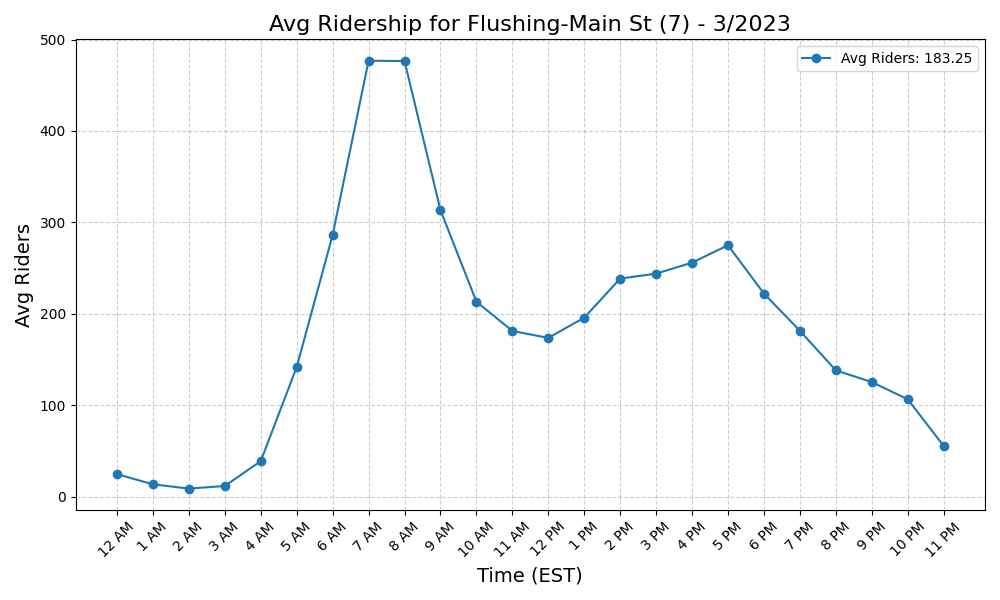 Avg Ridership for Flushing-Main St (7) - 3/2023
Avg Riders: 183.25
Avg Riders
500
400
300
200
100
0
12 AM
1 AM
2 AM
3 AM
4 AM
5 AM
6 AM
7 AM
8 AM
9 AM
10 AM
11 AM
12 PM
1 PM
2 PM
3 PM
4 PM
5 PM
6 PM
7 PM
8 PM
9 PM
10 PM
11 PM
Time (EST)